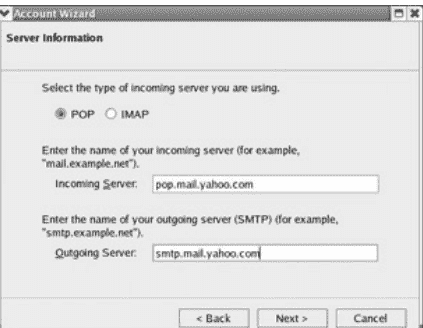 Account Wizard
Server Information
Select the type of incoming server you are using.
POP IMAP
Enter the name of your incoming server (for example,
"mail.example.net").
Incoming Server: pop.mail.yahoo.com
Enter the name of your outgoing server (SMTP) (for example,
"smtp.example.net").
Outgoing Server: smtp.mail.yahoo.com
< Back Next > Cancel